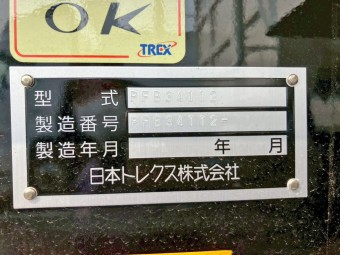 OK
TREX
型式
製造番号
製造年月 年 月
日本トレクス株式会社